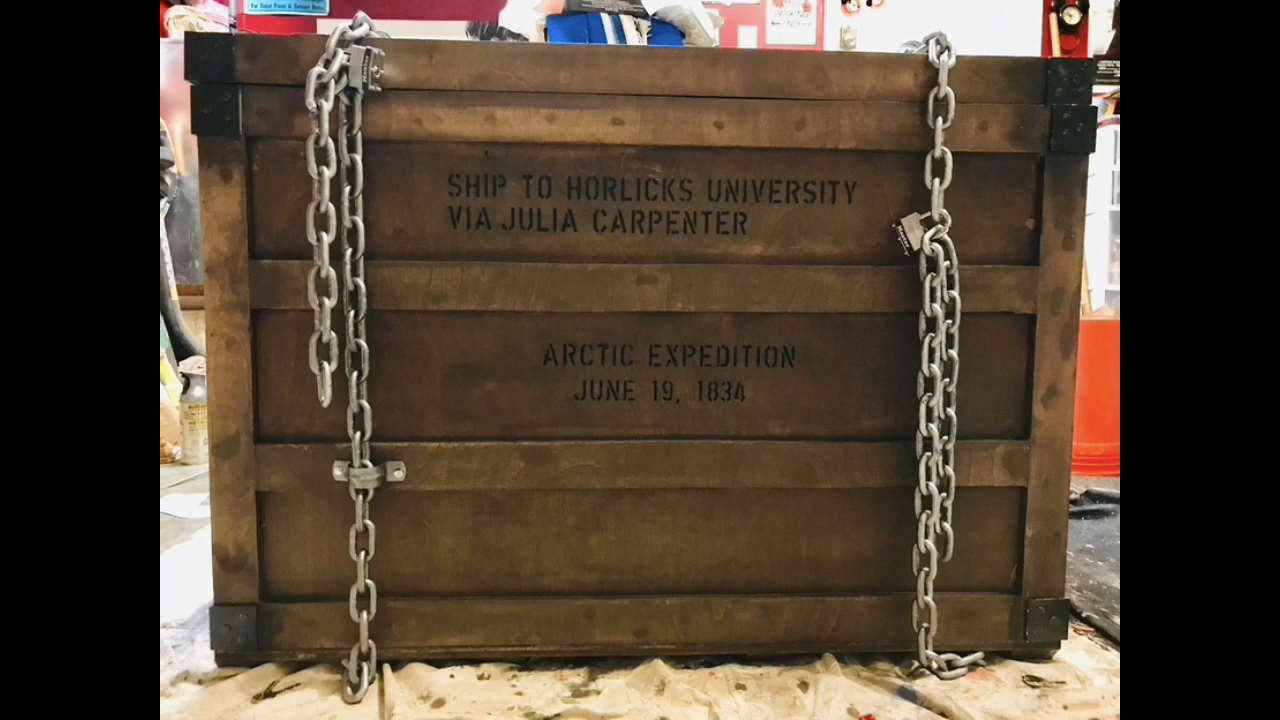 SHIP TO HORLICKS UNIVERSITY
VIA JULIA CARPENTER
ARCTIC EXPEDITION
JUNE 19, 1834